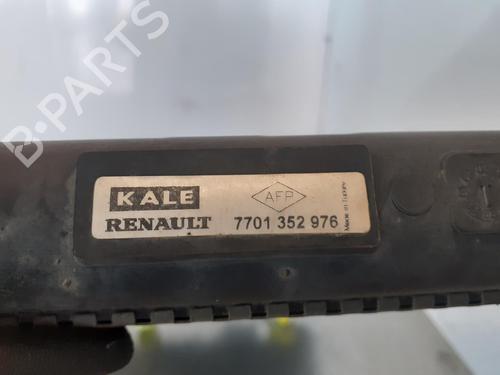 B-PARTS
KALE
AFP
RENAULT 7701 352 976
Made in Turkey